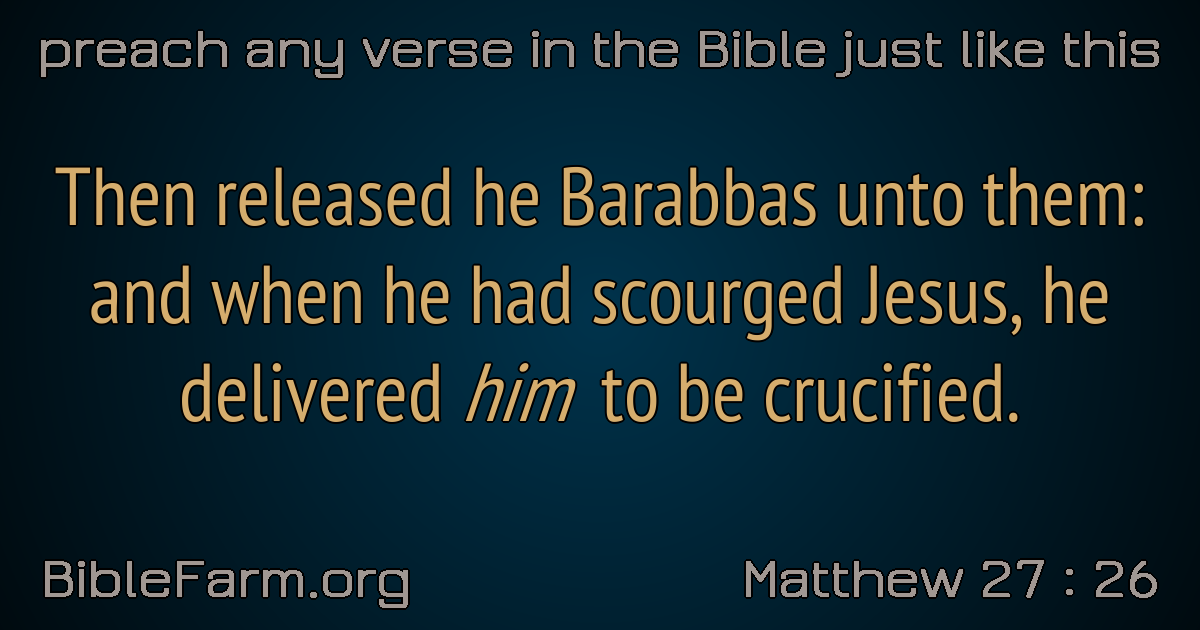 preach any verse in the Bible just like this
Then released he Barabbas unto them:
and when he had scourged Jesus, he
delivered him to be crucified.
BibleFarm.org
Matthew 27 : 26